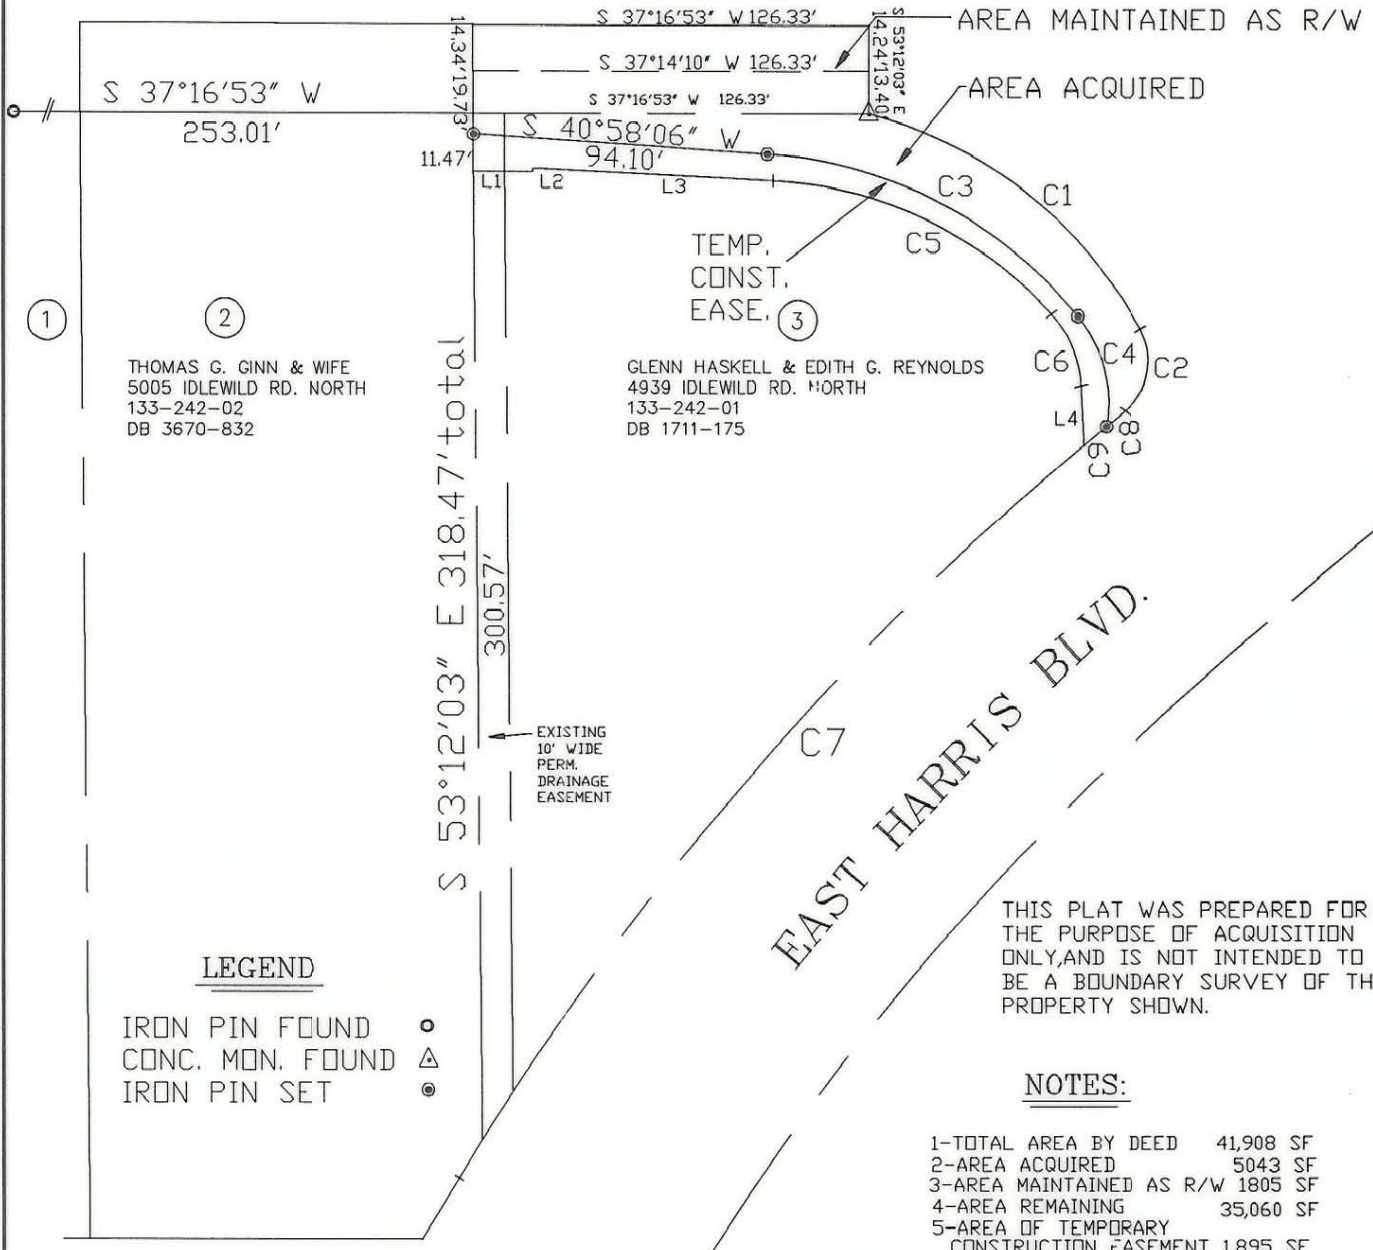 S 37°16'53" W 126.33'
AREA MAINTAINED AS R/W
S 53°12'03" E
14.24'13.40'
14.34'19.73'
S 37°14'10" W 126.33'
S 37°16'53" W
253.01'
S 37°16'53" W 126.33'
AREA ACQUIRED
S 40°58'06" W
94.10'
11.47'
L1
L2
L3
C3
C1
C5
TEMP.
CONST.
EASE.
1
2
3
THOMAS G. GINN & WIFE
5005 IDLEWILD RD. NORTH
133-242-02
DB 3670-832
GLENN HASKELL & EDITH G. REYNOLDS
4939 IDLEWILD RD. NORTH
133-242-01
DB 1711-175
C6
C4
C2
L4
C8
C9
S 53°12'03" E 318.47' total
300.57'
EXISTING
10' WIDE
PERM.
DRAINAGE
EASEMENT
C7
EAST HARRIS BLVD.
THIS PLAT WAS PREPARED FOR
THE PURPOSE OF ACQUISITION
ONLY,AND IS NOT INTENDED TO
BE A BOUNDARY SURVEY OF TH
PROPERTY SHOWN.
LEGEND
IRON PIN FOUND
CONC. MON. FOUND
IRON PIN SET
NOTES:
1-TOTAL AREA BY DEED 41,908 SF
2-AREA ACQUIRED 5043 SF
3-AREA MAINTAINED AS R/W 1805 SF
4-AREA REMAINING 35,060 SF
5-AREA OF TEMPORARY
CONSTRUCTION EASEMENT 1,895 SF